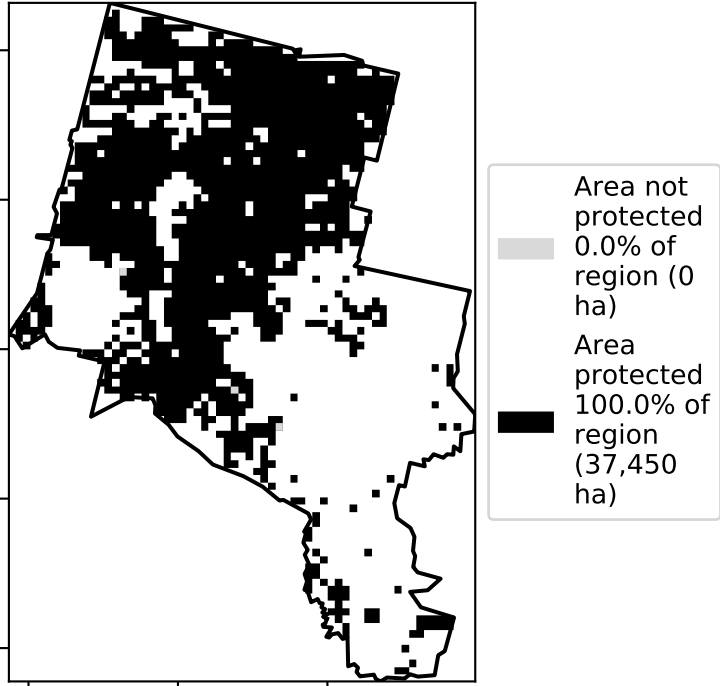 Area not
protected
0.0% of
region (0
ha)
Area
protected
100.0% of
region
(37,450
ha)